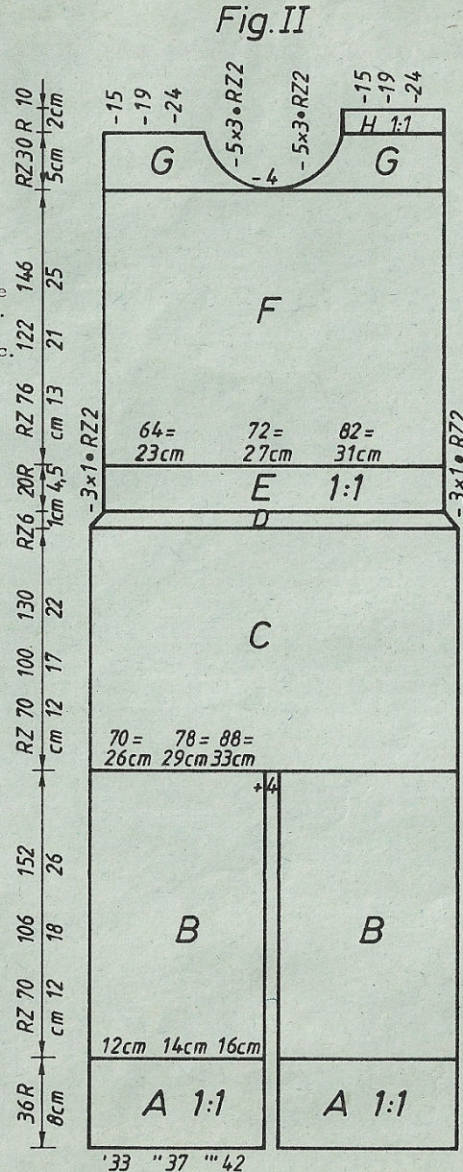 Fig.II
-15 -19 -24
-5x3•RZ2
-5x3•RZ2
-15 -19 -24
10 R
2cm
H 1:1
RZ30
5cm
G
-4
G
RZ 76 122 146
cm 13 21 25
F
64= 72= 82=
23cm 27cm 31cm
-3x1•RZ2
-3x1•RZ2
20R
4,5
E 1:1
RZ6
1cm
D
RZ 70 100 130
cm 12 17 22
C
70= 78= 88=
26cm 29cm 33cm
+4
RZ 70 106 152
cm 12 18 26
B
B
12cm 14cm 16cm
36R
8cm
A 1:1
A 1:1
'33 "37 '"42